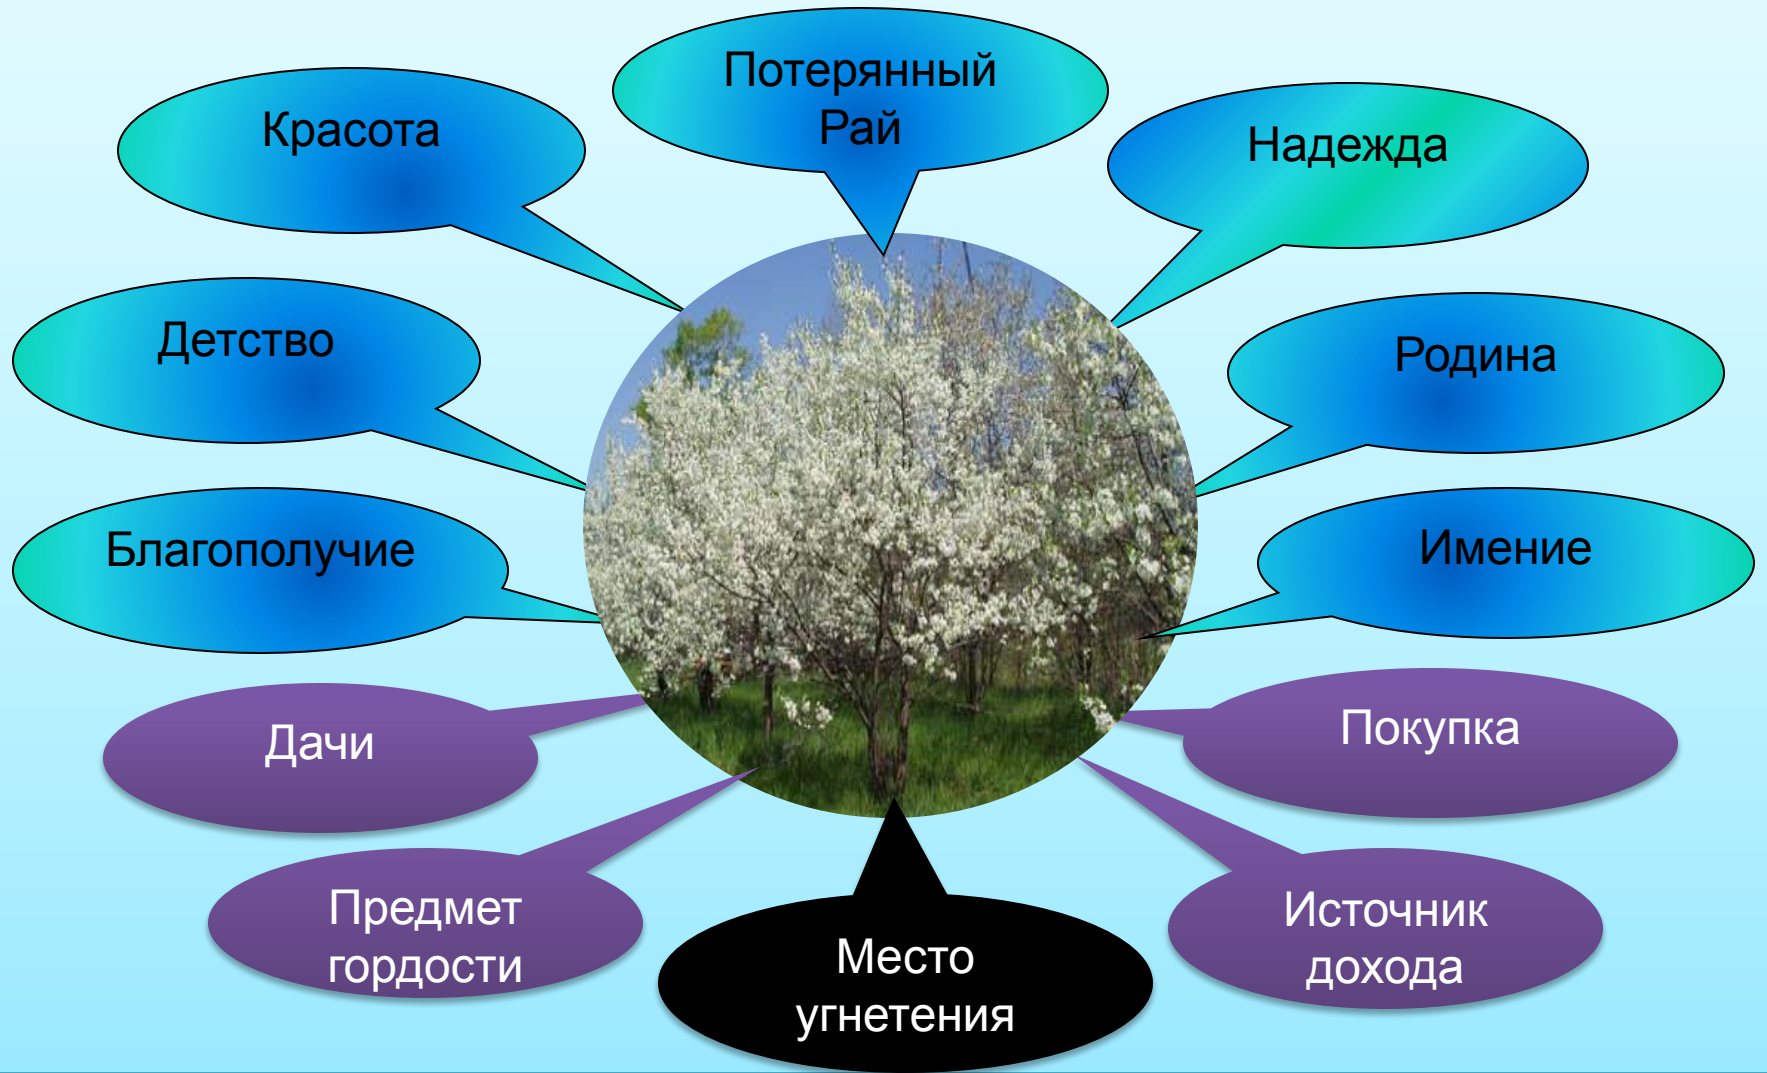 Потерянный
Рай
Красота
Надежда
Детство
Родина
Благополучие
Имение
Дачи
Покупка
Предмет
гордости
Источник
дохода
Место
угнетения